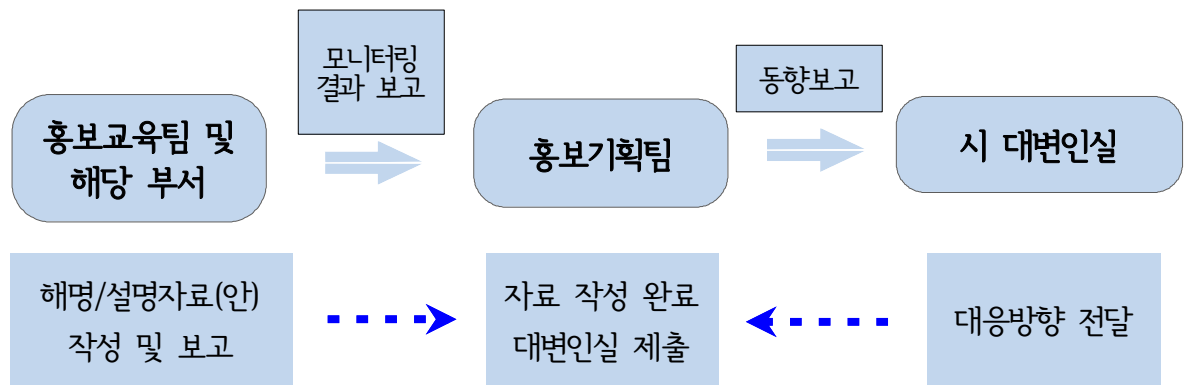 모니터링
결과 보고
동향보고
홍보교육팀 및
해당 부서
홍보기획팀
시 대변인실
해명/설명자료(안)
작성 및 보고
자료 작성 완료
대변인실 제출
대응방향 전달